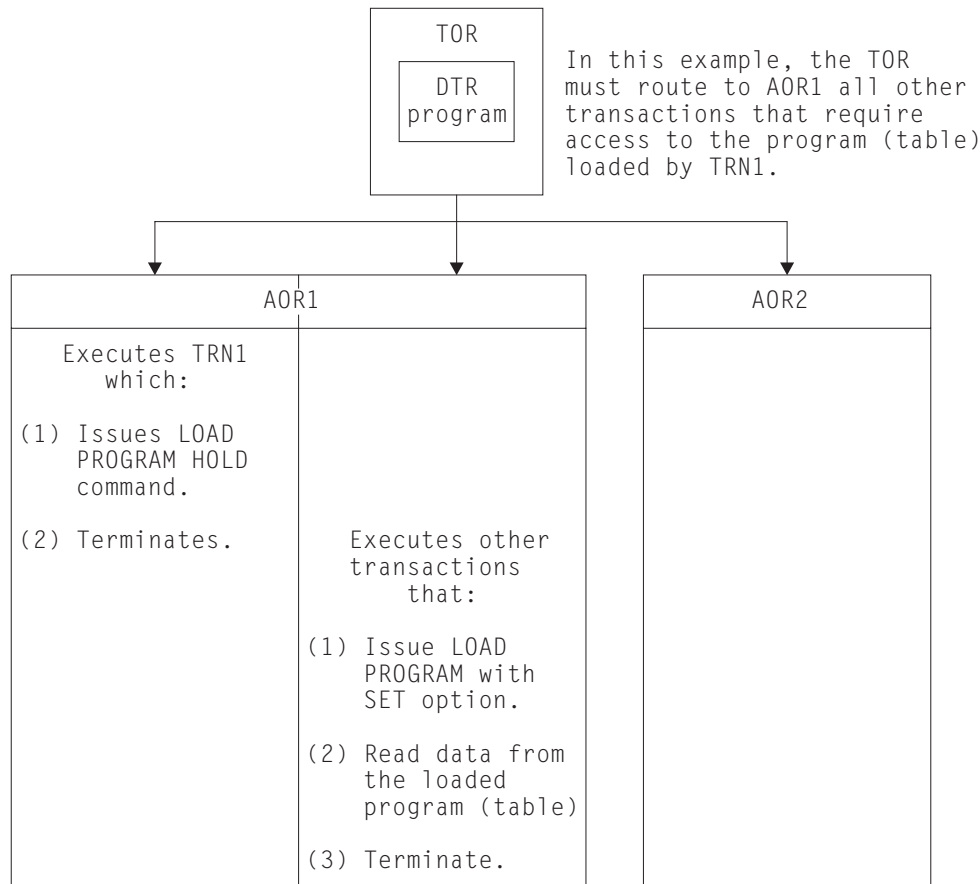 TOR
DTR
program
In this example, the TOR
must route to AOR1 all other
transactions that require
access to the program (table)
loaded by TRN1.
AOR1
AOR2
Executes TRN1
which:
(1) Issues LOAD
PROGRAM HOLD
command.
(2) Terminates.
Executes other
transactions
that:
(1) Issue LOAD
PROGRAM with
SET option.
(2) Read data from
the loaded
program (table)
(3) Terminate.